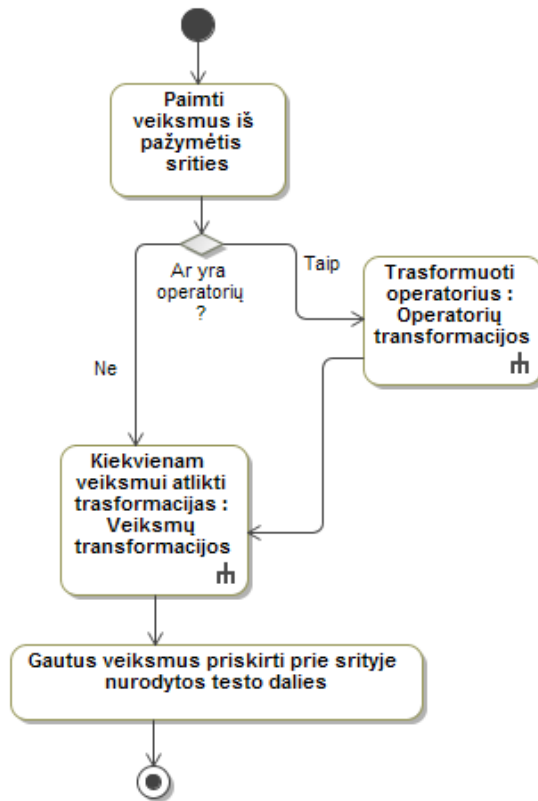 Paimti
veiksmus iš
pažymėtis
srities
Ar yra
operatorių
?
Taip
Trasformuoti
operatorius :
Operatorių
transformacijos
Ne
Kiekvienam
veiksmui atlikti
trasformacijas :
Veiksmų
transformacijos
Gautus veiksmus priskirti prie srityje
nurodytos testo dalies